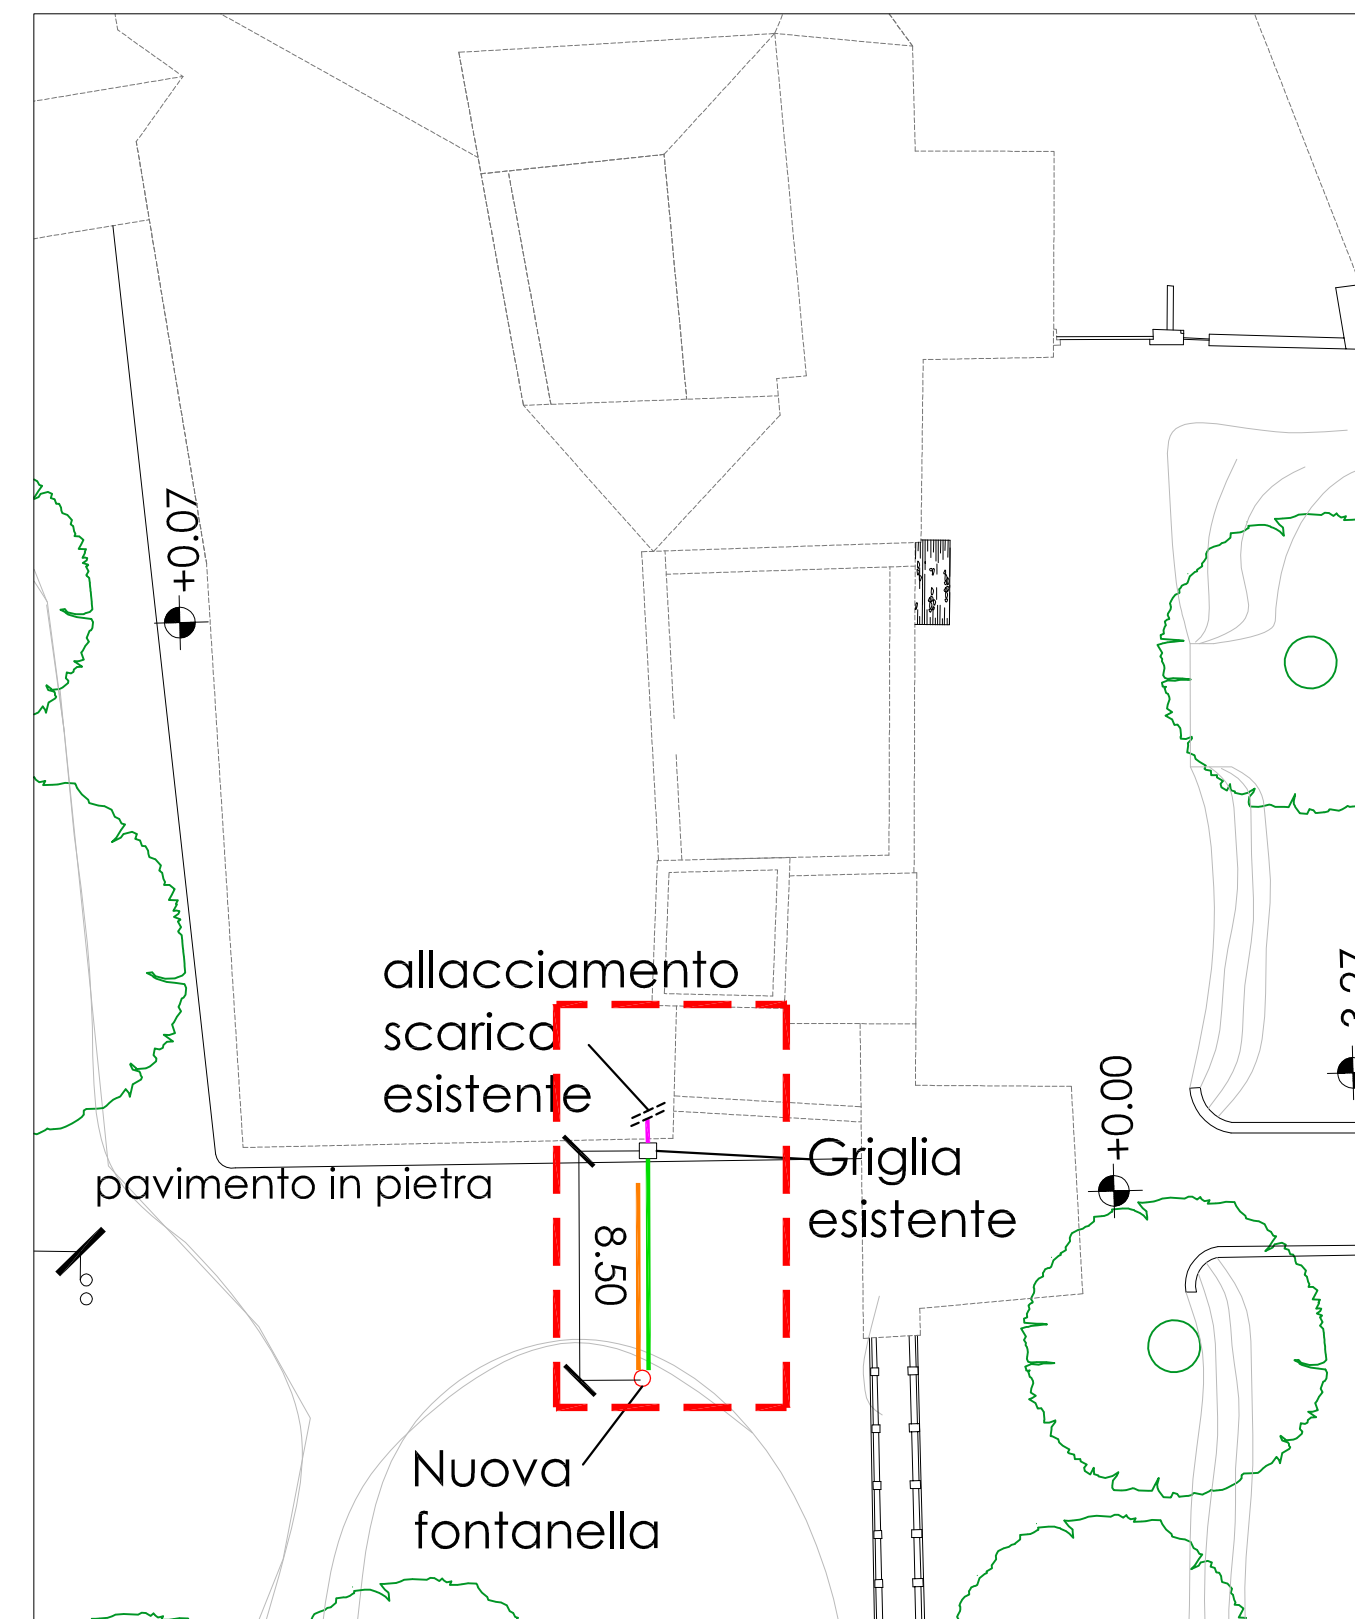 +0.07
allacciamento
scarico
esistente
+0.00
Griglia
esistente
pavimento in pietra
8.50
Nuova
fontanella